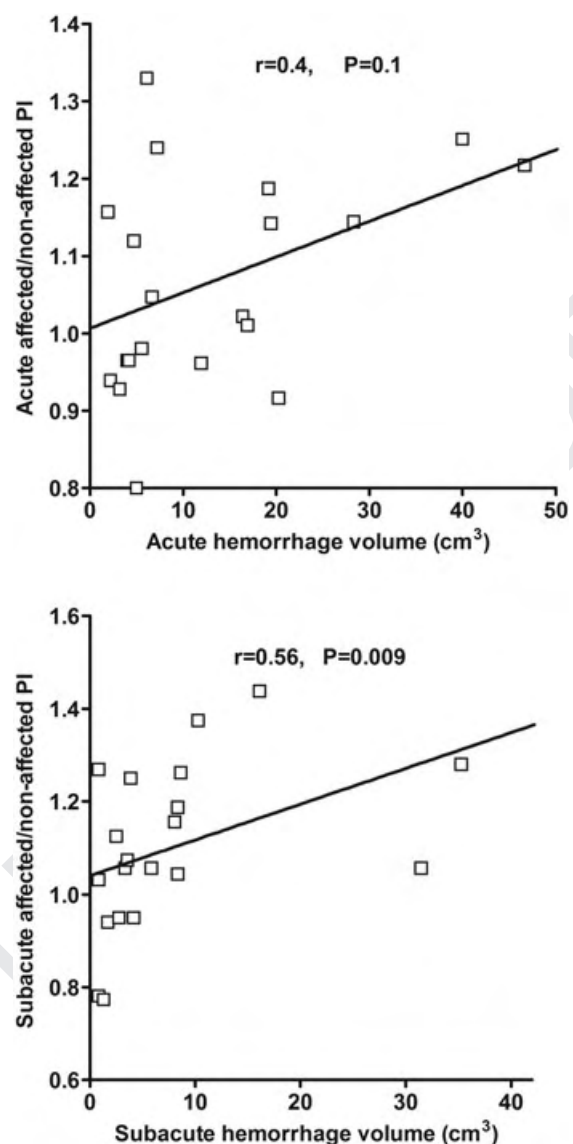 1.4
r=0.4, P=0.1
1.3
1.2
1.1
1.0
0.9
0.8
Acute affected/non-affected PI
0 10 20 30 40 50
Acute hemorrhage volume (cm³)
1.6
r=0.56, P=0.009
1.4
1.2
1.0
0.8
0.6
Subacute affected/non-affected PI
0 10 20 30 40
Subacute hemorrhage volume (cm³)